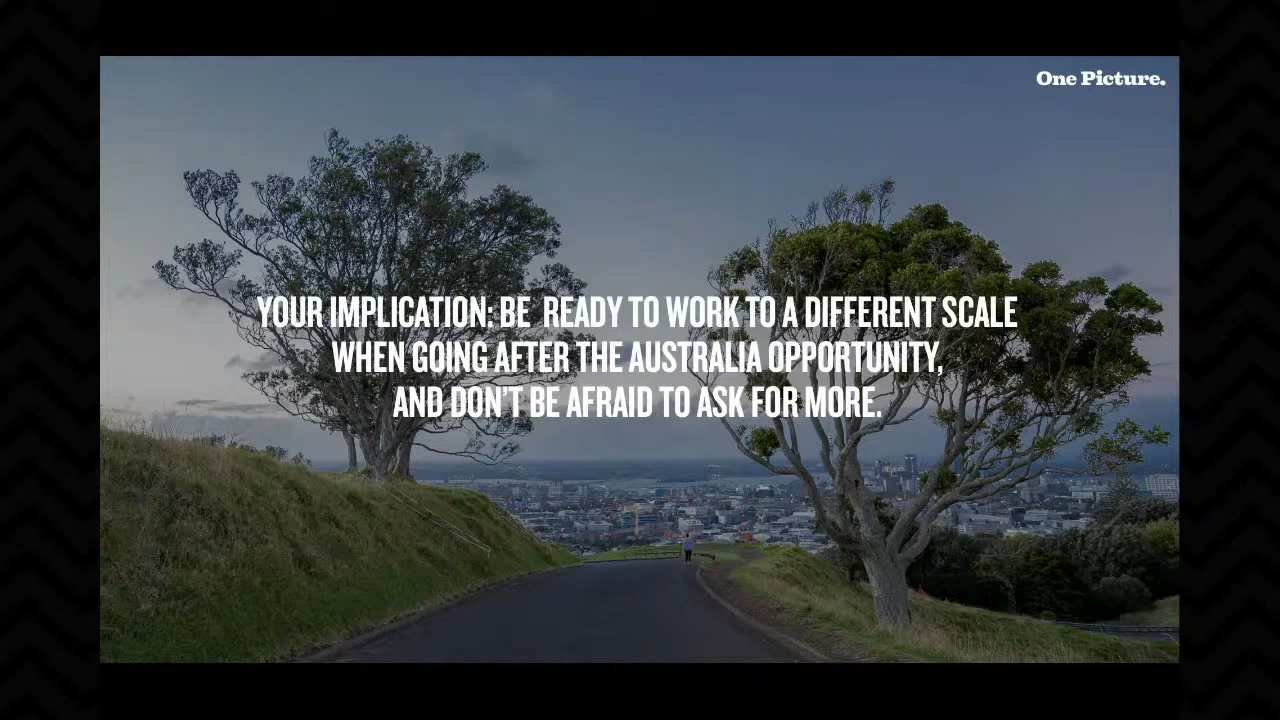 One Picture.
YOUR IMPLICATION: BE READY TO WORK TO A DIFFERENT SCALE
WHEN GOING AFTER THE AUSTRALIA OPPORTUNITY,
AND DON'T BE AFRAID TO ASK FOR MORE.